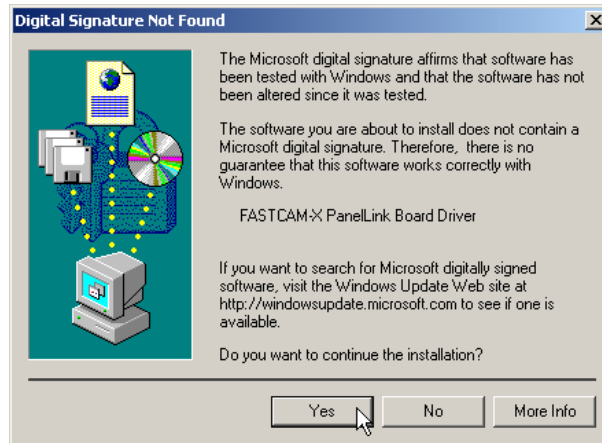 Digital Signature Not Found
The Microsoft digital signature affirms that software has
been tested with Windows and that the software has not
been altered since it was tested.
The software you are about to install does not contain a
Microsoft digital signature. Therefore, there is no
guarantee that this software works correctly with
Windows.
FASTCAM-X PanelLink Board Driver
If you want to search for Microsoft digitally signed
software, visit the Windows Update Web site at
http://windowsupdate.microsoft.com to see if one is
available.
Do you want to continue the installation?
Yes
No
More Info